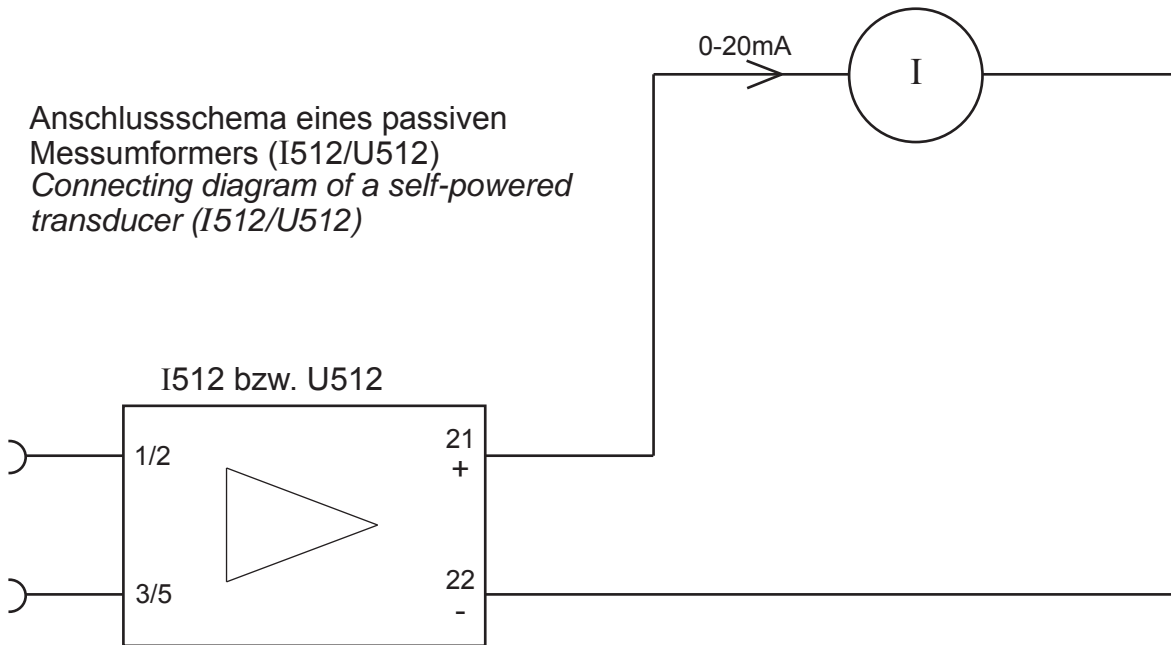 0-20mA
I
Anschlussschema eines passiven
Messumformers (I512/U512)
Connecting diagram of a self-powered
transducer (I512/U512)
I512 bzw. U512
1/2
21
+
3/5
22
-